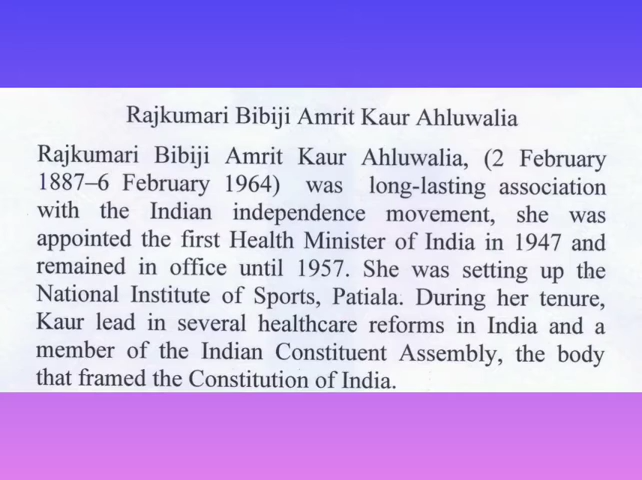 Rajkumari Bibiji Amrit Kaur Ahluwalia
Rajkumari Bibiji Amrit Kaur Ahluwalia, (2 February
1887–6 February 1964) was long-lasting association
with the Indian independence movement, she was
appointed the first Health Minister of India in 1947 and
remained in office until 1957. She was setting up the
National Institute of Sports, Patiala. During her tenure,
Kaur lead in several healthcare reforms in India and a
member of the Indian Constituent Assembly, the body
that framed the Constitution of India.